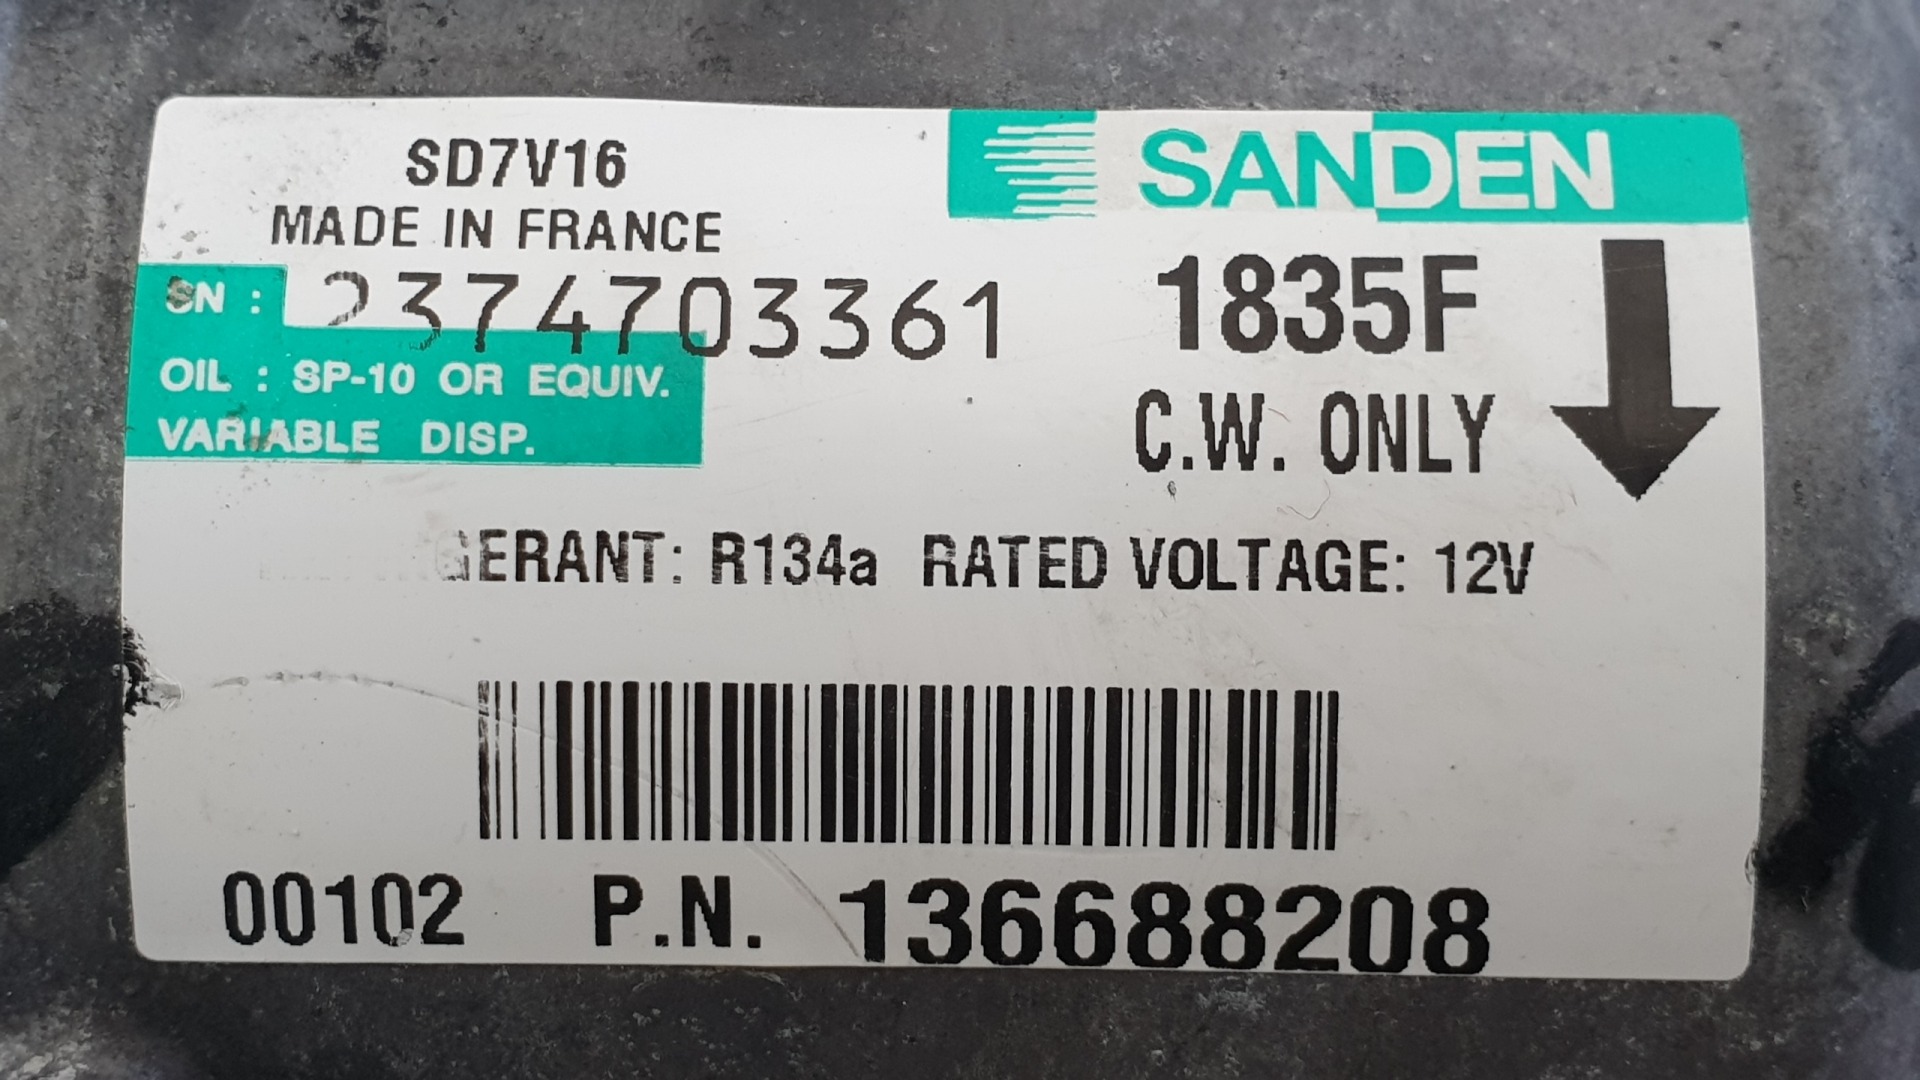 SD7V16
MADE IN FRANCE
SANDEN
SN : 2374703361
1835F
OIL : SP-10 OR EQUIV.
VARIABLE DISP.
C.W. ONLY
GERANT: R134a RATED VOLTAGE: 12V
00102 P.N. 136688208